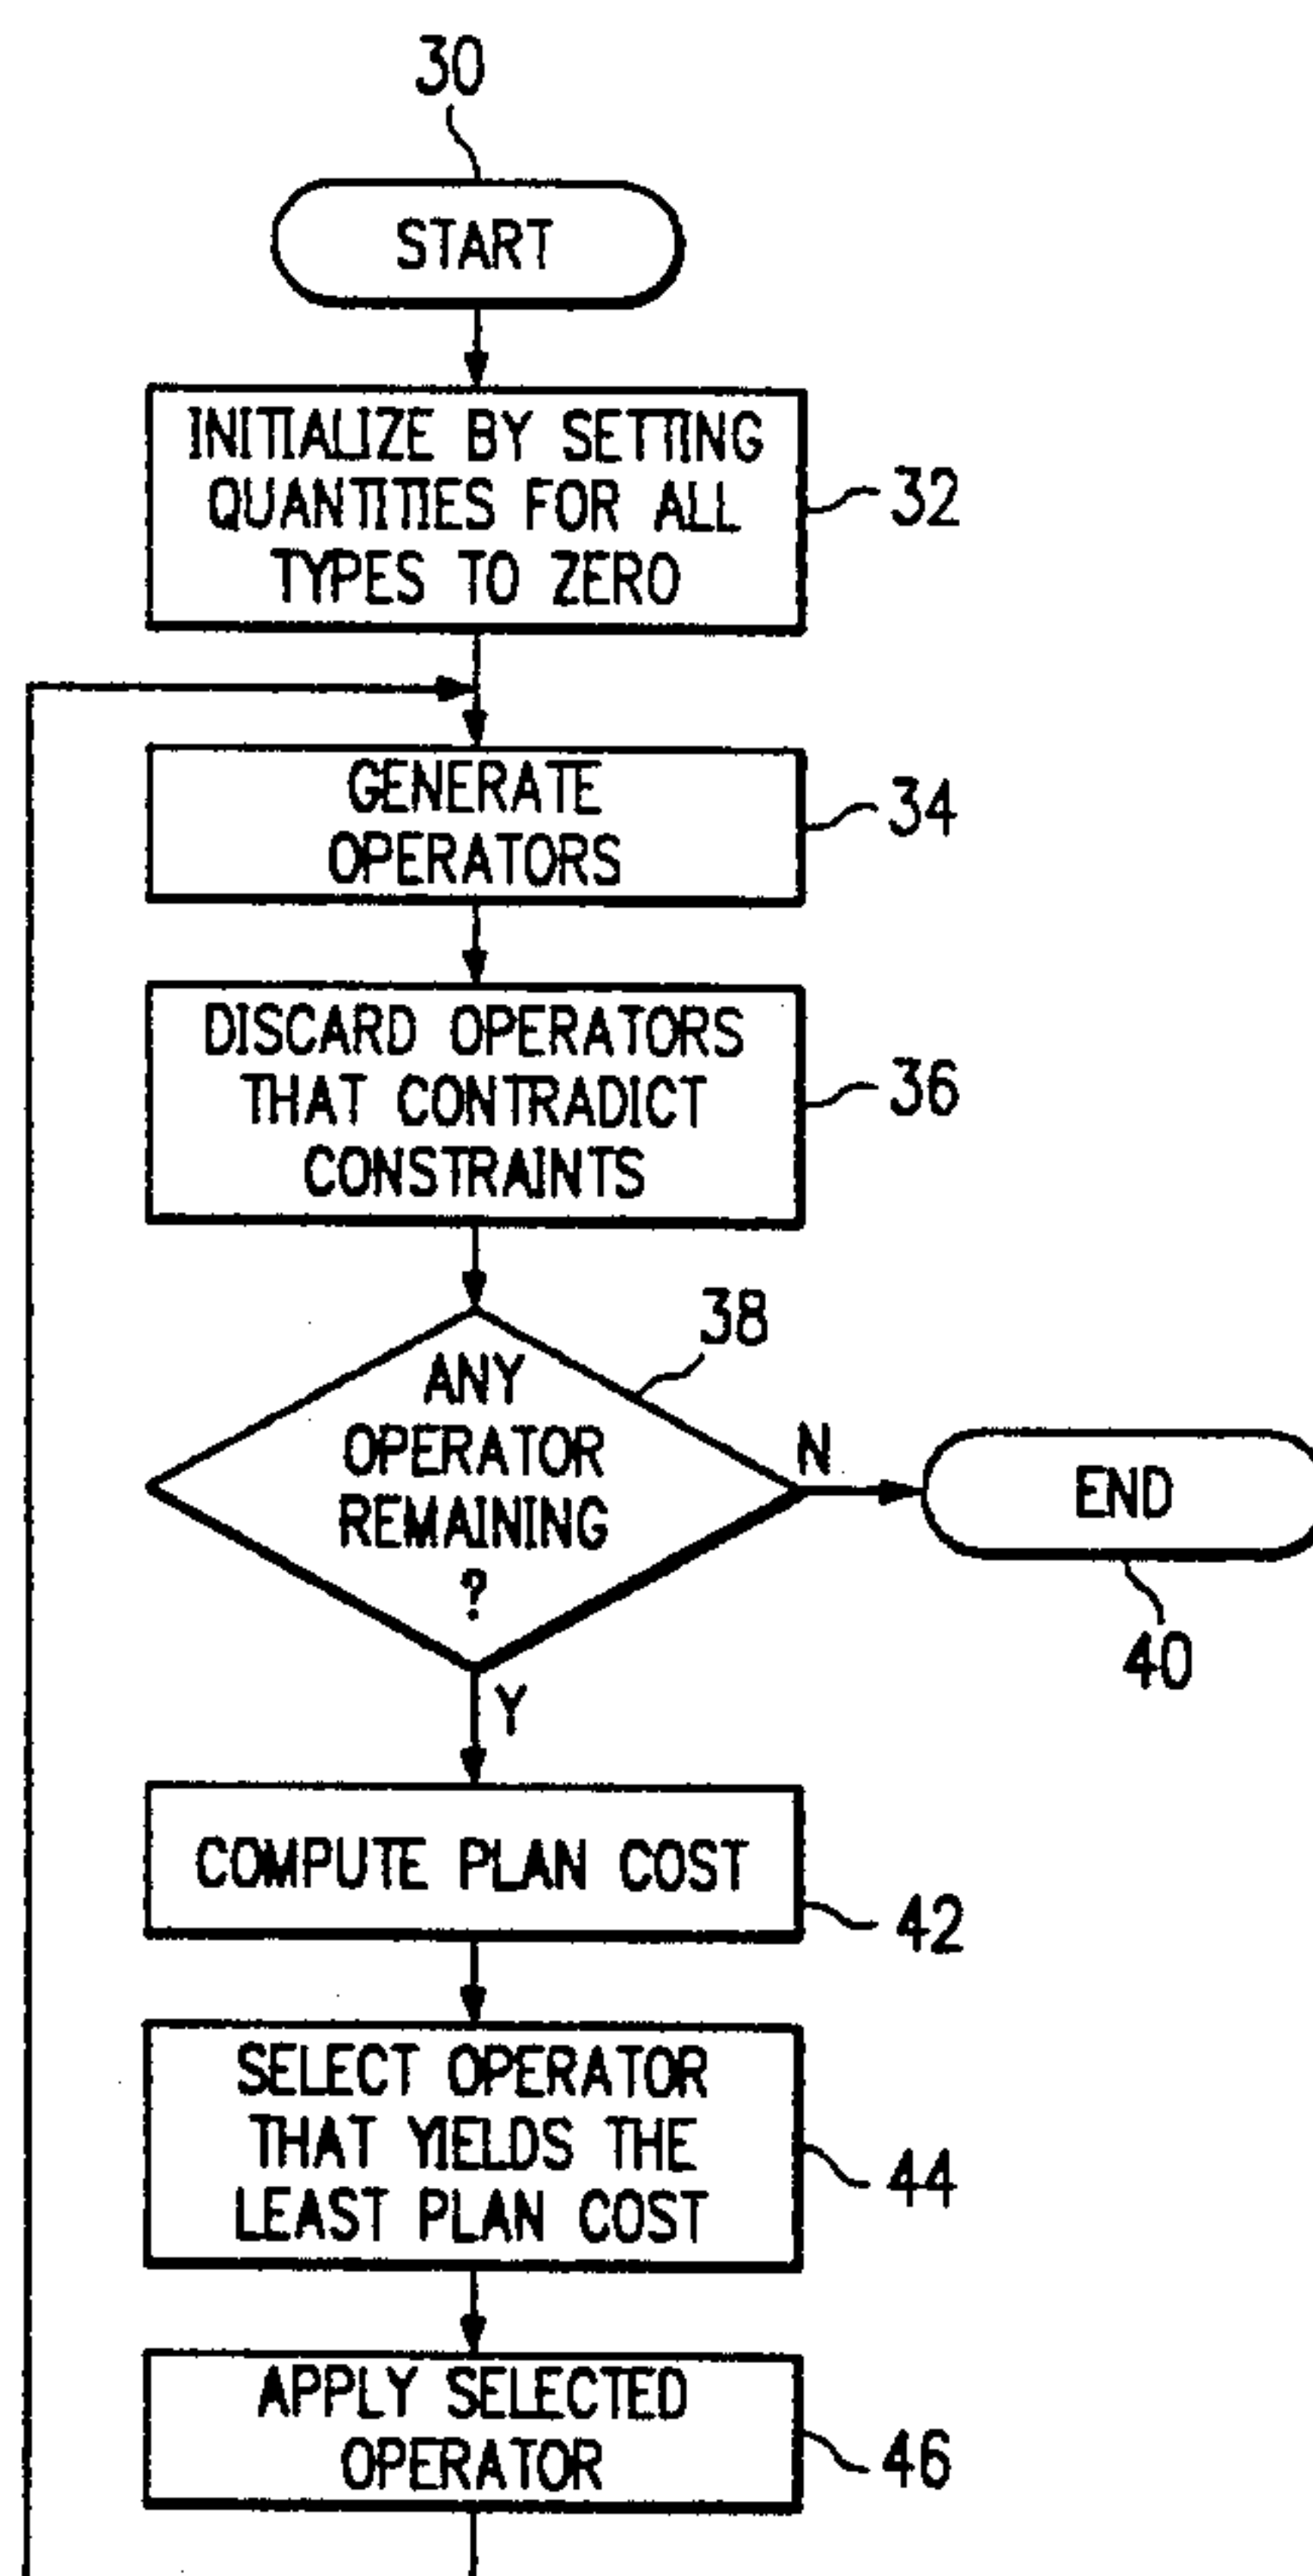 30
START
INITIALIZE BY SETTING
QUANTITIES FOR ALL
TYPES TO ZERO
32
GENERATE
OPERATORS
34
DISCARD OPERATORS
THAT CONTRADICT
CONSTRAINTS
36
38
ANY
OPERATOR
REMAINING
?
N
END
40
Y
COMPUTE PLAN COST
42
SELECT OPERATOR
THAT YIELDS THE
LEAST PLAN COST
44
APPLY SELECTED
OPERATOR
46